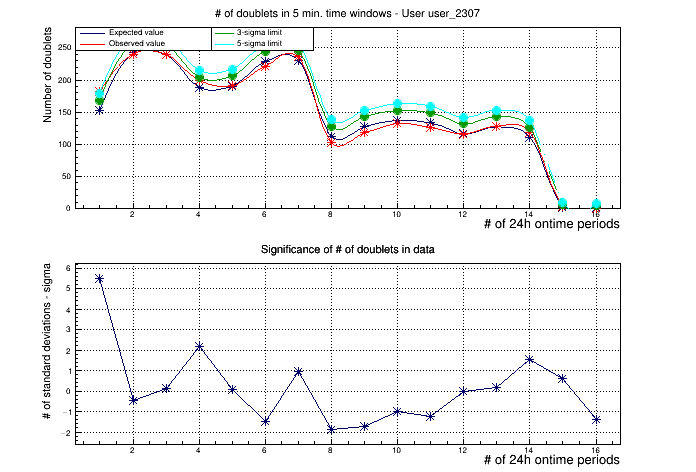 # of doublets in 5 min. time windows - User user_2307
Number of doublets
Expected value
Observed value
3-sigma limit
5-sigma limit
250
200
150
100
50
0
2 4 6 8 10 12 14 16
# of 24h ontime periods
Significance of # of doublets in data
# of standard deviations - sigma
6
5
4
3
2
1
0
−1
−2
2 4 6 8 10 12 14 16
# of 24h ontime periods